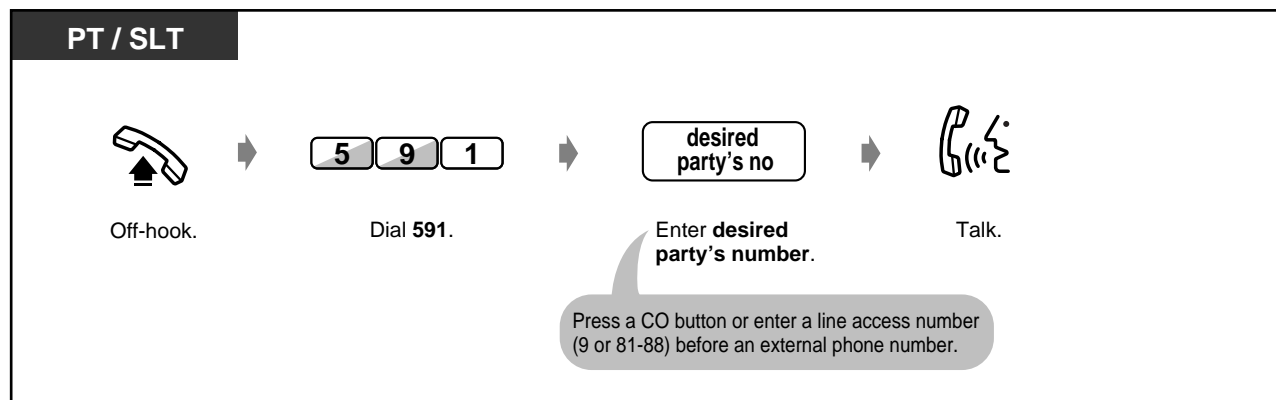 PT / SLT
5 9 1
desired
party's no
Off-hook.
Dial 591.
Enter desired
party's number.
Talk.
Press a CO button or enter a line access number
(9 or 81-88) before an external phone number.